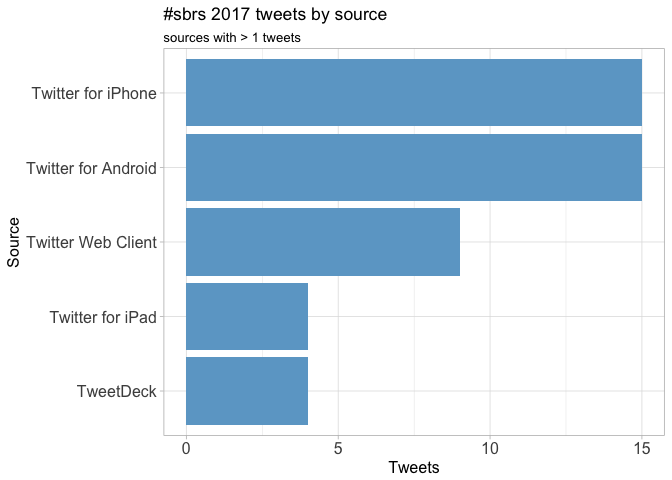 #sbrs 2017 tweets by source
sources with > 1 tweets
Source
Twitter for iPhone
Twitter for Android
Twitter Web Client
Twitter for iPad
TweetDeck
0 5 10 15
Tweets